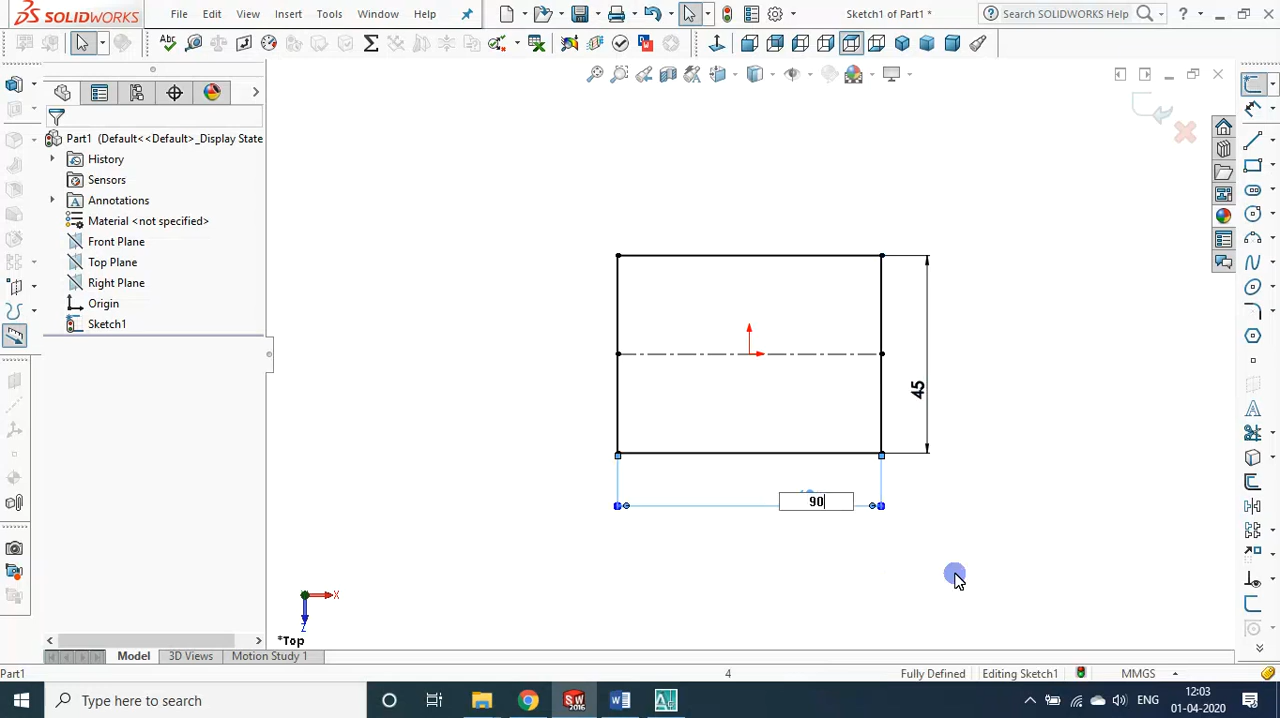 SOLIDWORKS File Edit View Insert Tools Window Help Sketch1 of Part1 * Search SOLIDWORKS Help ?
Part1 (Default<<Default>_Display State
History
Sensors
A Annotations
Material <not specified>
Front Plane
Top Plane
Right Plane
Origin
Sketch1
45
90
X
Z
*Top
Model 3D Views Motion Study 1
Part1 4 Fully Defined Editing Sketch1 MMGS
Type here to search SW 2016 W ENG 12:03
01-04-2020